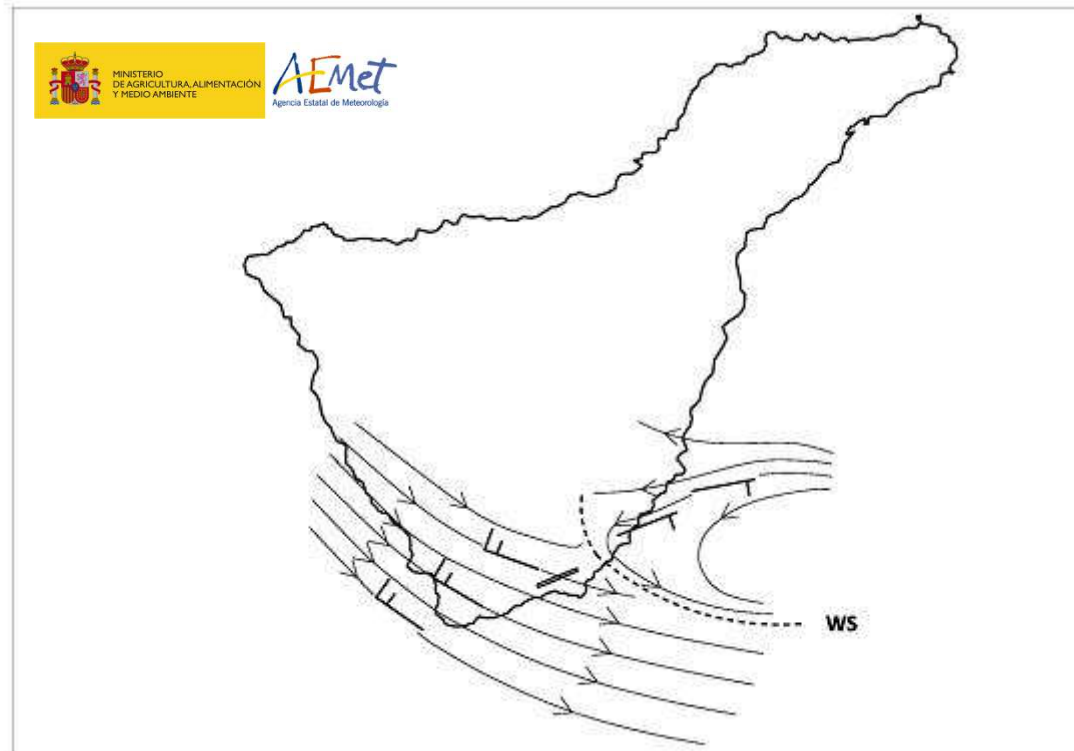 MINISTERIO
DE AGRICULTURA, ALIMENTACIÓN
Y MEDIO AMBIENTE
AEMet
Agencia Estatal de Meteorología
WS